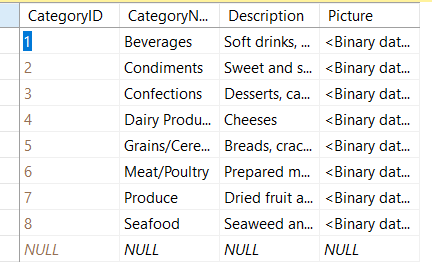 CategoryID CategoryN... Description Picture
1 Beverages Soft drinks, ... <Binary dat...
2 Condiments Sweet and s... <Binary dat...
3 Confections Desserts, ca... <Binary dat...
4 Dairy Produ... Cheeses <Binary dat...
5 Grains/Cere... Breads, crac... <Binary dat...
6 Meat/Poultry Prepared m... <Binary dat...
7 Produce Dried fruit a... <Binary dat...
8 Seafood Seaweed an... <Binary dat...
NULL NULL NULL NULL